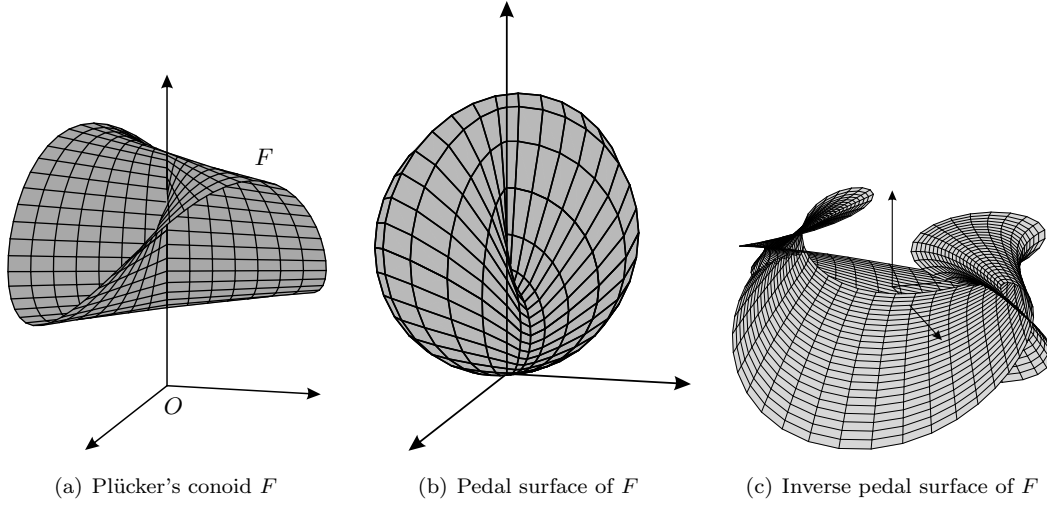 F
O
(a) Plücker's conoid F
(b) Pedal surface of F
(c) Inverse pedal surface of F